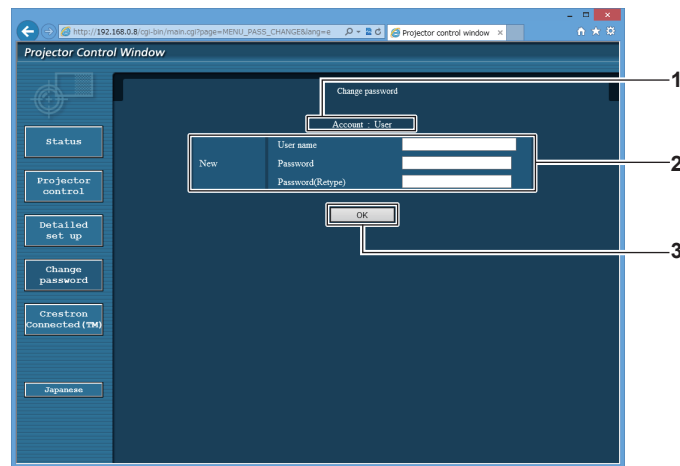 http://192.168.0.8/cgi-bin/main.cgi?page=MENU_PASS_CHANGE&lang=e
Projector control window
Projector Control Window
Change password
1
Account : User
Status
User name
New
Password
2
Password(Retype)
Projector
control
OK
Detailed
set up
3
Change
password
Crestron
Connected(TM)
Japanese